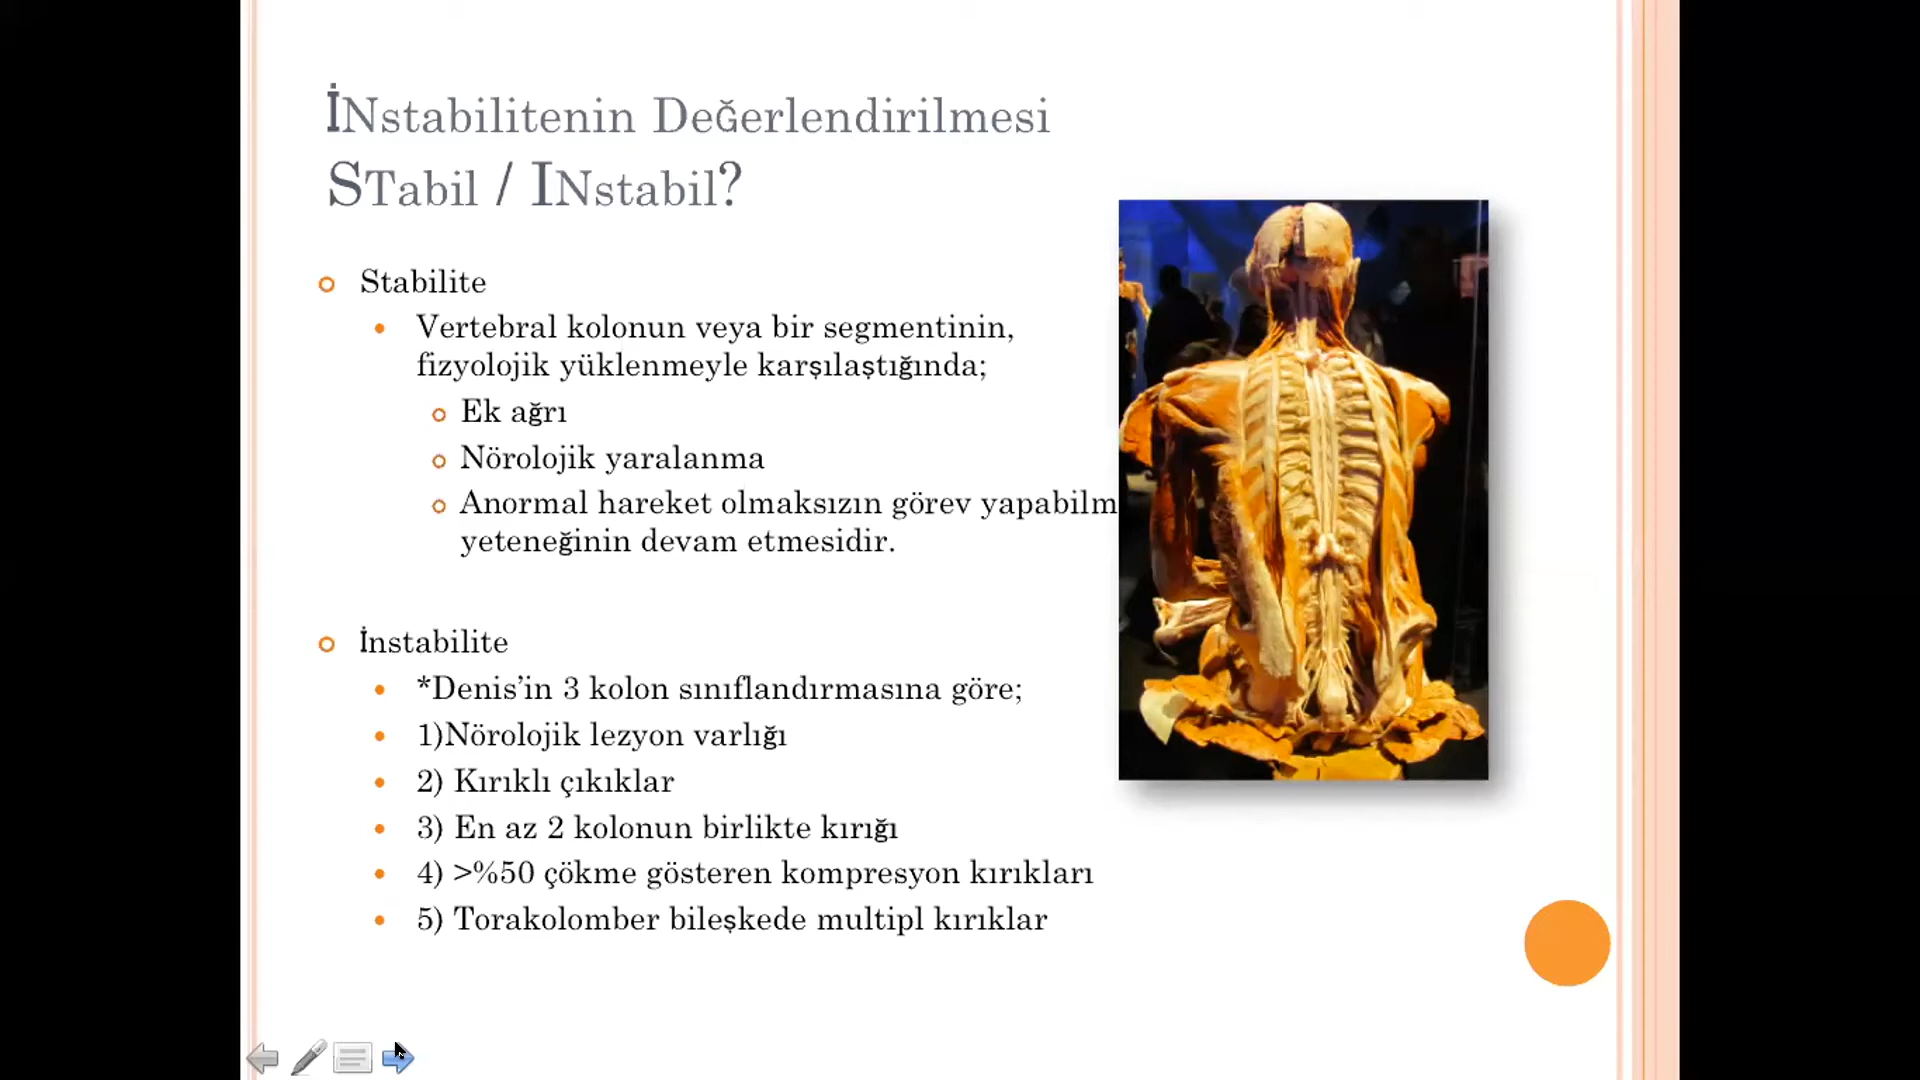 İNstabilitenin DeĞerlendirilmesi
STabil / INstabil?
Stabilite
Vertebral kolonun veya bir segmentinin,
fizyolojik yüklenmeyle karşılaştığında;
Ek ağrı
Nörolojik yaralanma
Anormal hareket olmaksızın görev yapabilm
yeteneğinin devam etmesidir.
İnstabilite
*Denis’in 3 kolon sınıflandırmasına göre;
1)Nörolojik lezyon varlığı
2) Kırıklı çıkıklar
3) En az 2 kolonun birlikte kırığı
4) >%50 çökme gösteren kompresyon kırıkları
5) Torakolomber bileşkede multipl kırıklar